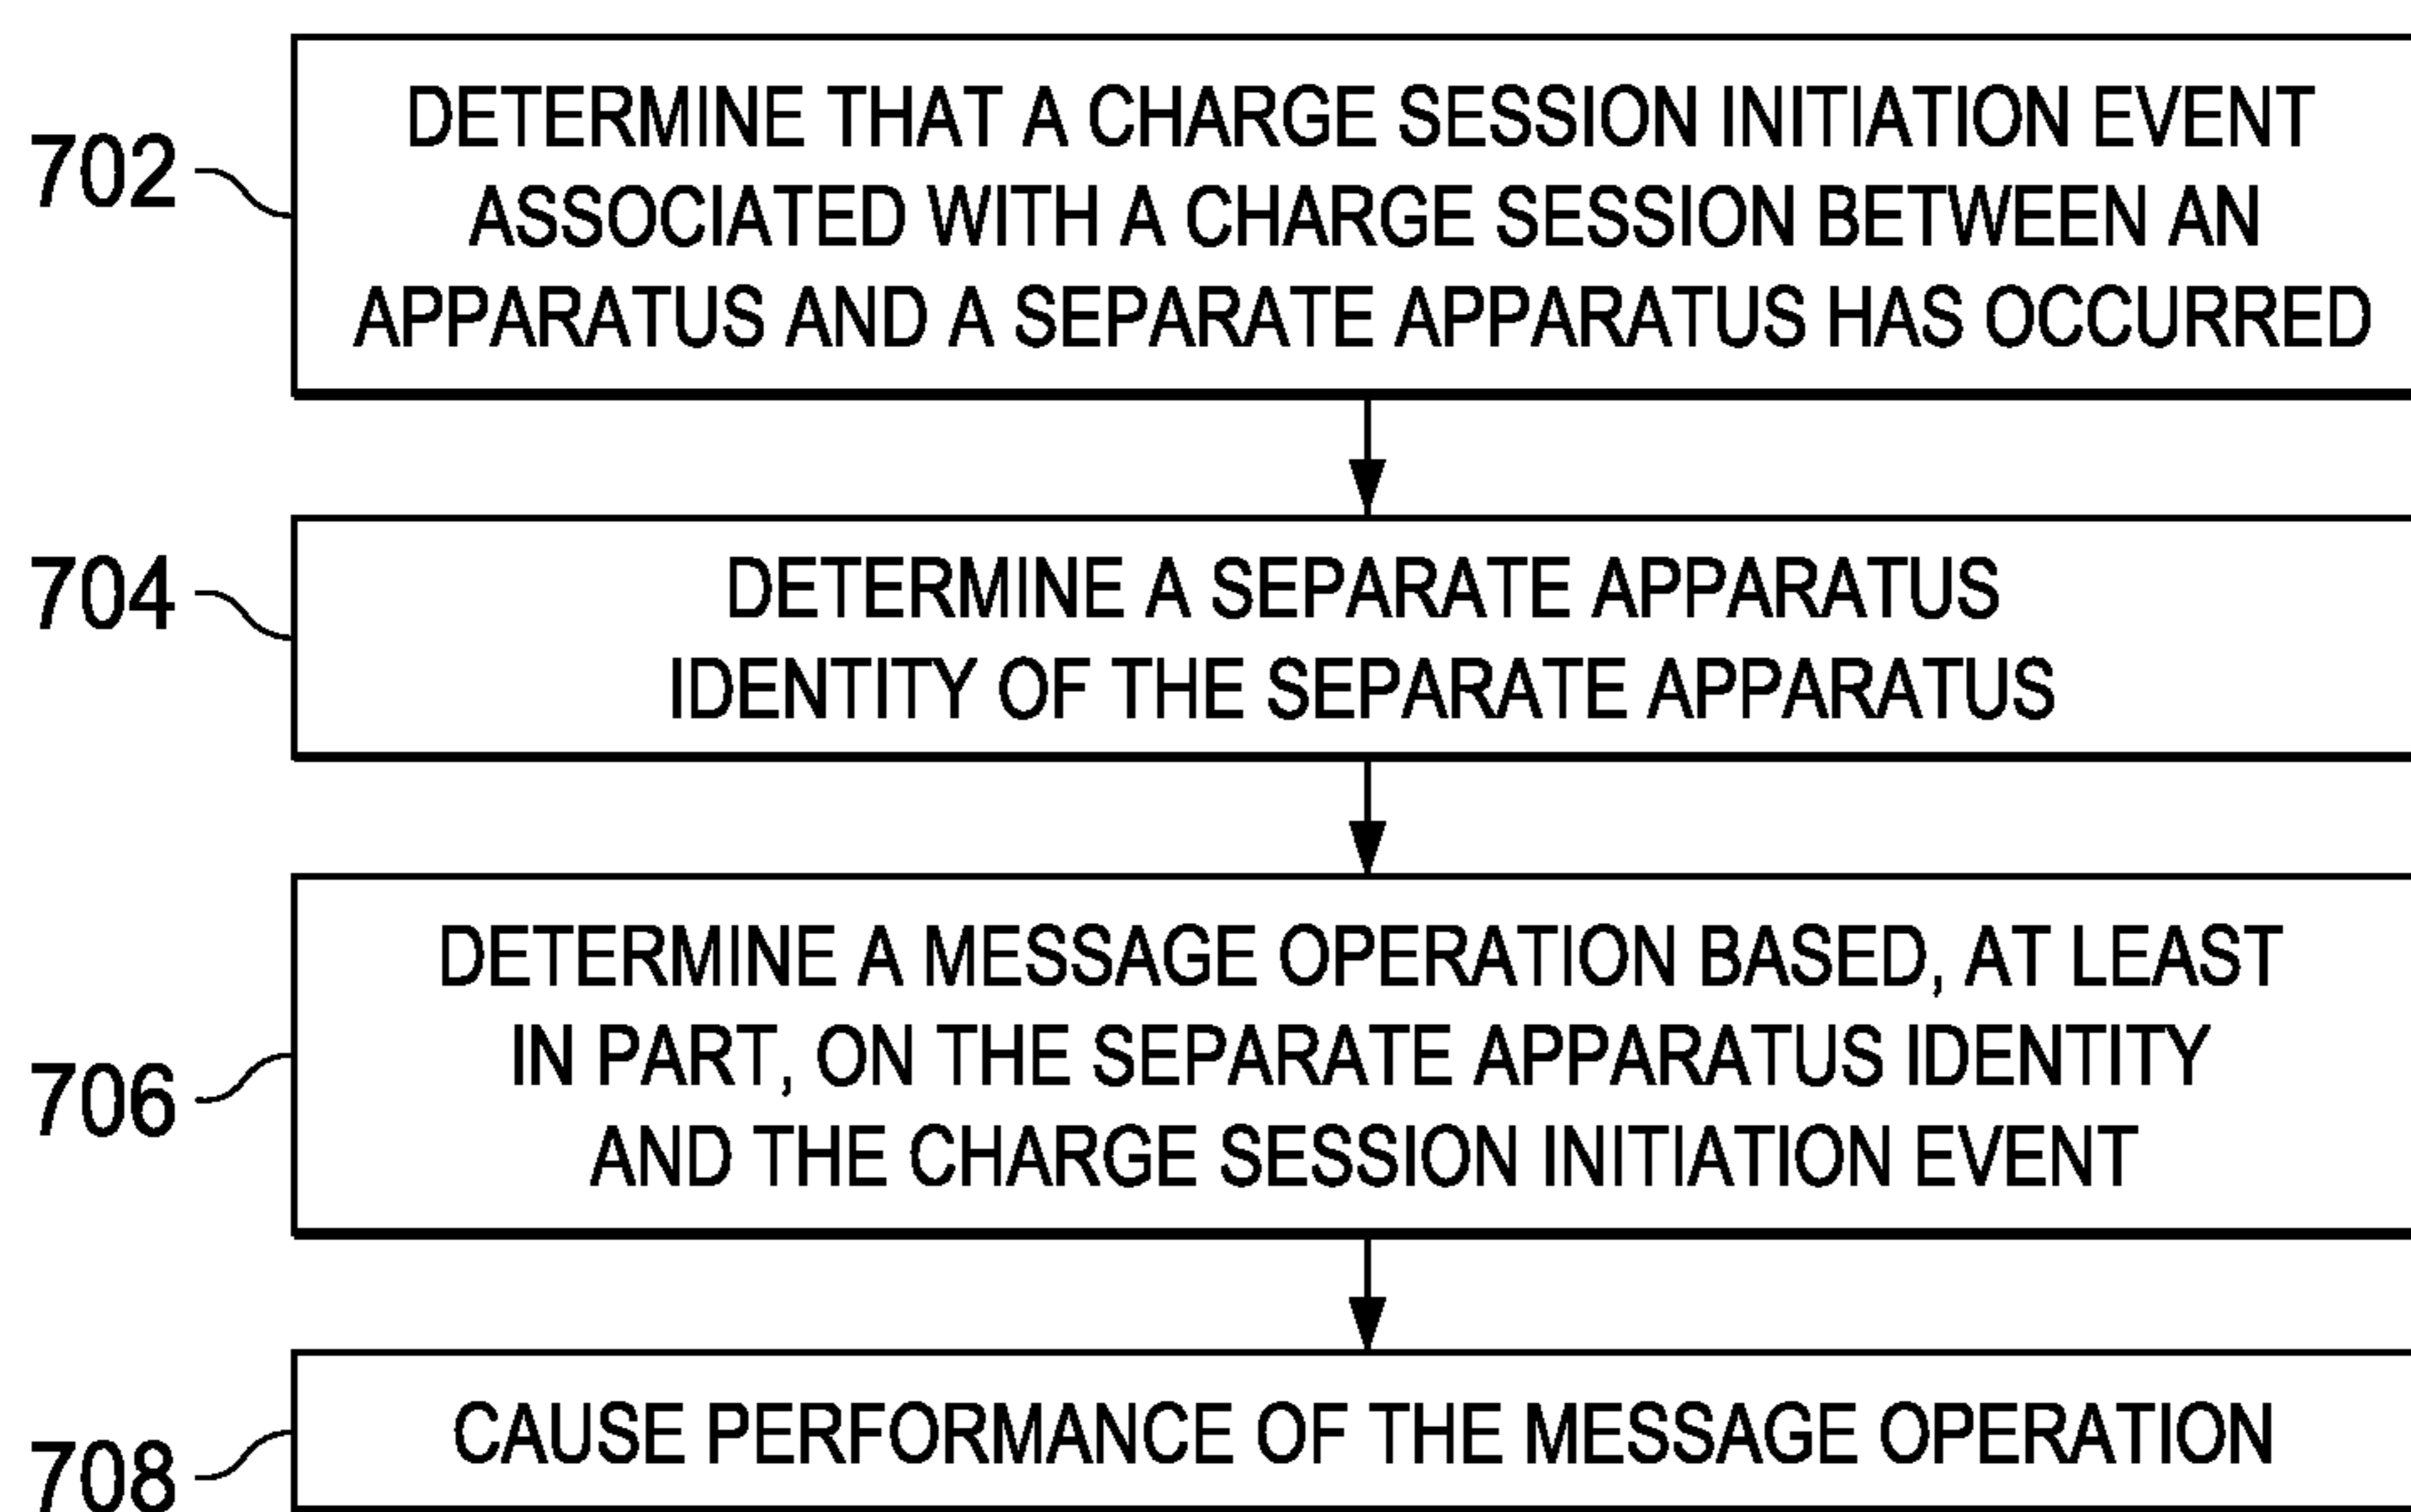 702
DETERMINE THAT A CHARGE SESSION INITIATION EVENT
ASSOCIATED WITH A CHARGE SESSION BETWEEN AN
APPARATUS AND A SEPARATE APPARATUS HAS OCCURRED
704
DETERMINE A SEPARATE APPARATUS
IDENTITY OF THE SEPARATE APPARATUS
706
DETERMINE A MESSAGE OPERATION BASED, AT LEAST
IN PART, ON THE SEPARATE APPARATUS IDENTITY
AND THE CHARGE SESSION INITIATION EVENT
708
CAUSE PERFORMANCE OF THE MESSAGE OPERATION